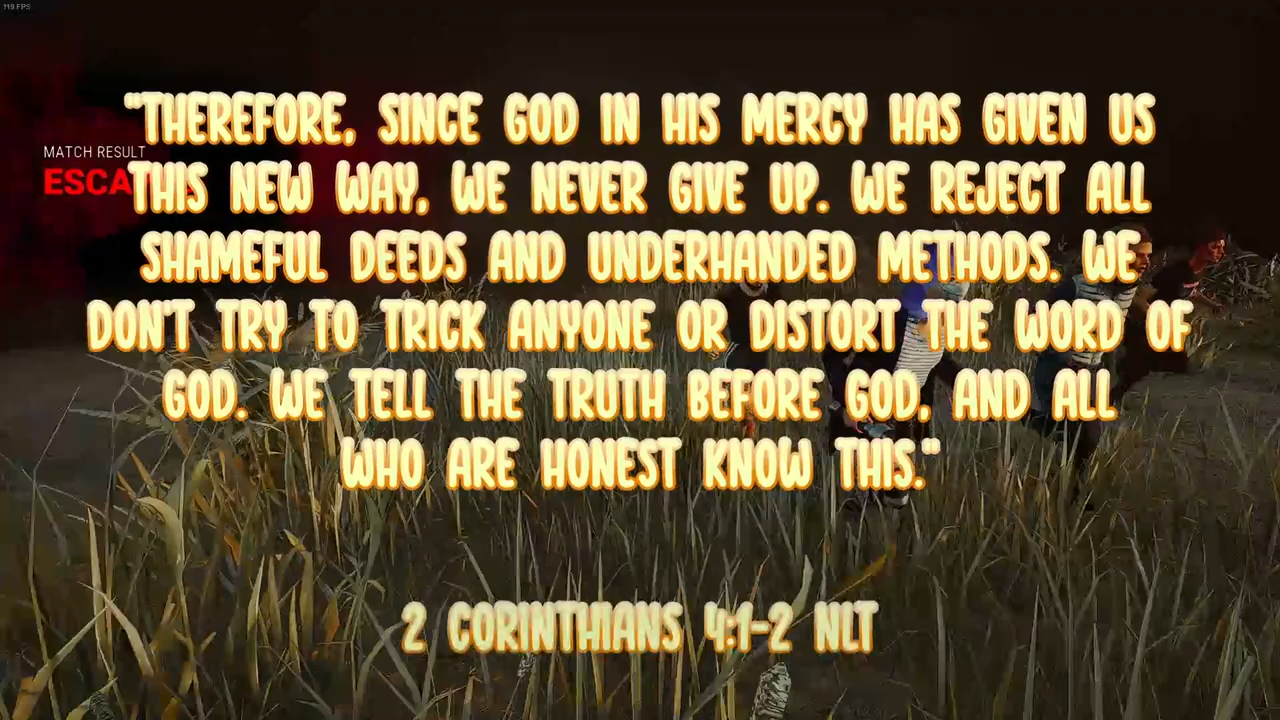 119 FPS
"THEREFORE, SINCE GOD IN HIS MERCY HAS GIVEN US
MATCH RESULT
THIS NEW WAY, WE NEVER GIVE UP. WE REJECT ALL
SHAMEFUL DEEDS AND UNDERHANDED METHODS. WE
DON'T TRY TO TRICK ANYONE OR DISTORT THE WORD OF
GOD. WE TELL THE TRUTH BEFORE GOD, AND ALL
WHO ARE HONEST KNOW THIS."
2 CORINTHIANS 4:1-2 NLT